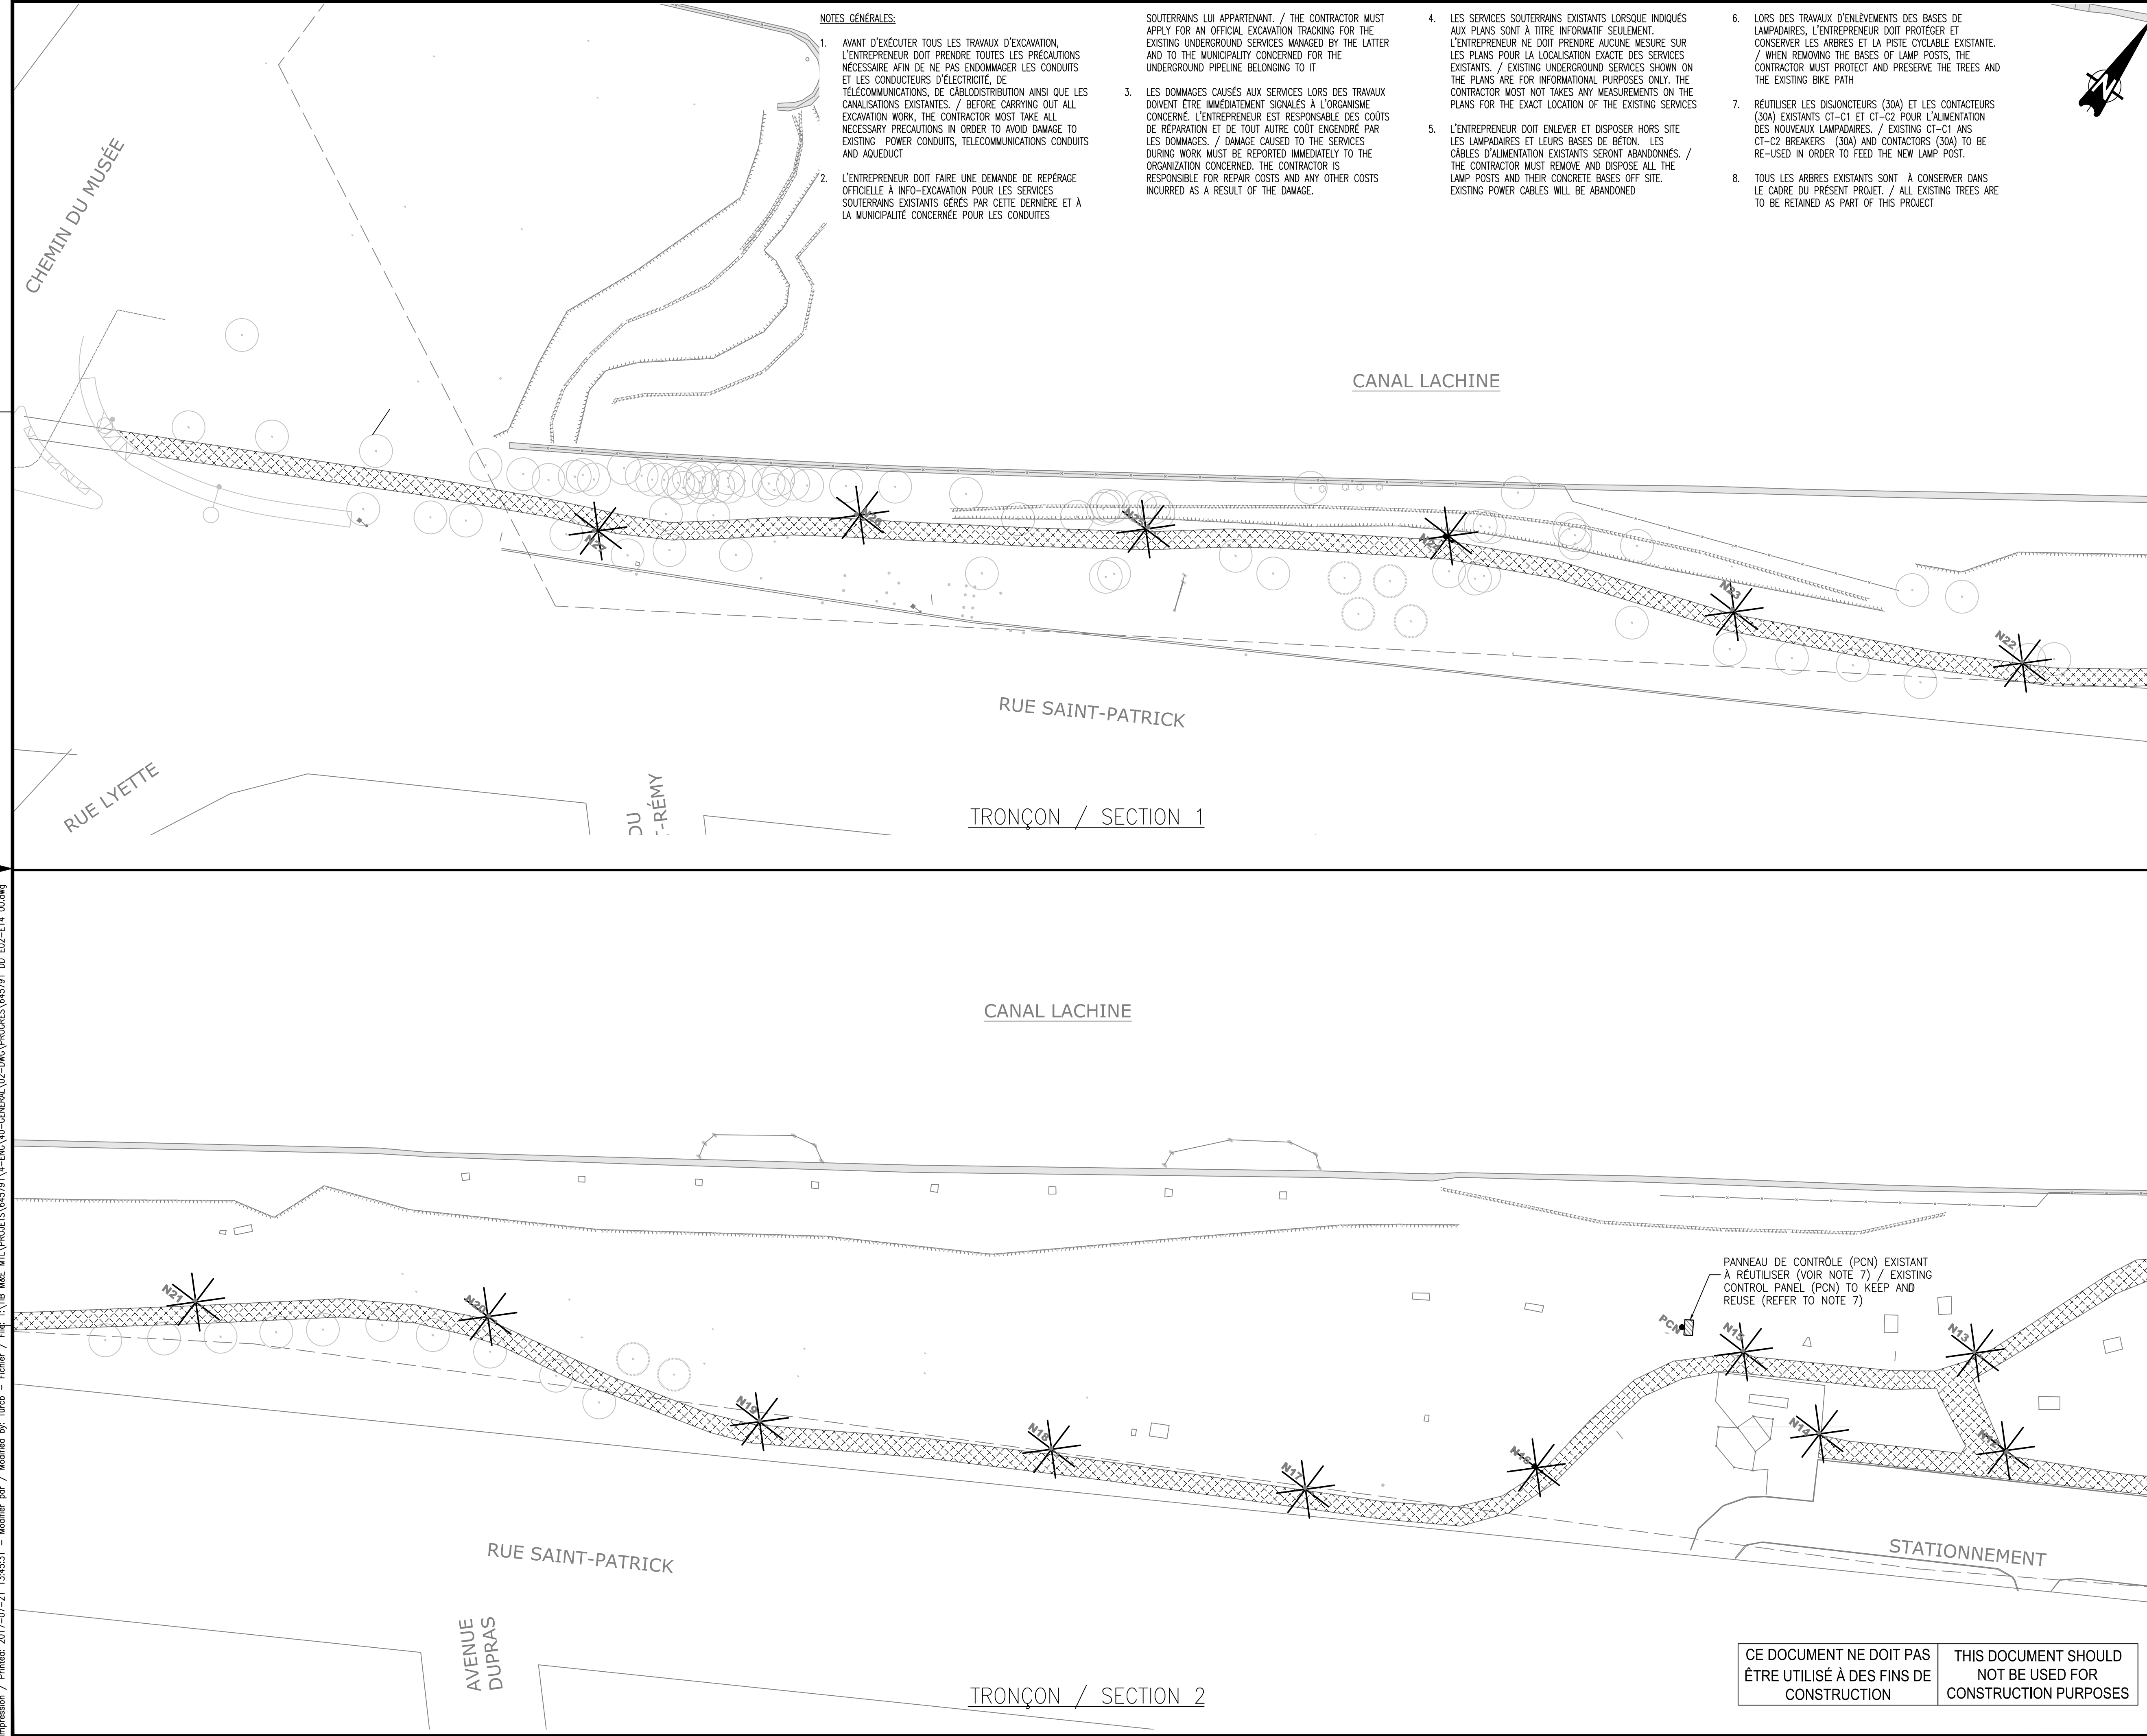 NOTES GÉNÉRALES:
1. AVANT D'EXÉCUTER TOUS LES TRAVAUX D'EXCAVATION,
L'ENTREPRENEUR DOIT PRENDRE TOUTES LES PRÉCAUTIONS
NÉCESSAIRE AFIN DE NE PAS ENDOMMAGER LES CONDUITS
ET LES CONDUCTEURS D'ÉLECTRICITÉ, DE
TÉLÉCOMMUNICATIONS, DE CÂBLODISTRIBUTION AINSI QUE LES
CANALISATIONS EXISTANTES. / BEFORE CARRYING OUT ALL
EXCAVATION WORK, THE CONTRACTOR MOST TAKE ALL
NECESSARY PRECAUTIONS IN ORDER TO AVOID DAMAGE TO
EXISTING POWER CONDUITS, TELECOMMUNICATIONS CONDUITS
AND AQUEDUCT
2. L'ENTREPRENEUR DOIT FAIRE UNE DEMANDE DE REPÉRAGE
OFFICIELLE À INFO-EXCAVATION POUR LES SERVICES
SOUTERRAINS EXISTANTS GÉRÉS PAR CETTE DERNIÈRE ET À
LA MUNICIPALITÉ CONCERNÉE POUR LES CONDUITES
SOUTERRAINS LUI APPARTENANT. / THE CONTRACTOR MUST
APPLY FOR AN OFFICIAL EXCAVATION TRACKING FOR THE
EXISTING UNDERGROUND SERVICES MANAGED BY THE LATTER
AND TO THE MUNICIPALITY CONCERNED FOR THE
UNDERGROUND PIPELINE BELONGING TO IT
3. LES DOMMAGES CAUSÉS AUX SERVICES LORS DES TRAVAUX
DOIVENT ÊTRE IMMÉDIATEMENT SIGNALÉS À L'ORGANISME
CONCERNÉ. L'ENTREPRENEUR EST RESPONSABLE DES COÛTS
DE RÉPARATION ET DE TOUT AUTRE COÛT ENGENDRÉ PAR
LES DOMMAGES. / DAMAGE CAUSED TO THE SERVICES
DURING WORK MUST BE REPORTED IMMEDIATELY TO THE
ORGANIZATION CONCERNED. THE CONTRACTOR IS
RESPONSIBLE FOR REPAIR COSTS AND ANY OTHER COSTS
INCURRED AS A RESULT OF THE DAMAGE.
4. LES SERVICES SOUTERRAINS EXISTANTS LORSQUE INDIQUÉS
AUX PLANS SONT À TITRE INFORMATIF SEULEMENT.
L'ENTREPRENEUR NE DOIT PRENDRE AUCUNE MESURE SUR
LES PLANS POUR LA LOCALISATION EXACTE DES SERVICES
EXISTANTS. / EXISTING UNDERGROUND SERVICES SHOWN ON
THE PLANS ARE FOR INFORMATIONAL PURPOSES ONLY. THE
CONTRACTOR MOST NOT TAKES ANY MEASUREMENTS ON THE
PLANS FOR THE EXACT LOCATION OF THE EXISTING SERVICES
5. L'ENTREPRENEUR DOIT ENLEVER ET DISPOSER HORS SITE
LES LAMPADAIRES ET LEURS BASES DE BÉTON. LES
CÂBLES D'ALIMENTATION EXISTANTS SERONT ABANDONNÉS. /
THE CONTRACTOR MUST REMOVE AND DISPOSE ALL THE
LAMP POSTS AND THEIR CONCRETE BASES OFF SITE.
EXISTING POWER CABLES WILL BE ABANDONED
6. LORS DES TRAVAUX D'ENLÈVEMENTS DES BASES DE
LAMPADAIRES, L'ENTREPRENEUR DOIT PROTÉGER ET
CONSERVER LES ARBRES ET LA PISTE CYCLABLE EXISTANTE.
/ WHEN REMOVING THE BASES OF LAMP POSTS, THE
CONTRACTOR MUST PROTECT AND PRESERVE THE TREES AND
THE EXISTING BIKE PATH
7. RÉUTILISER LES DISJONCTEURS (30A) ET LES CONTACTEURS
(30A) EXISTANTS CT-C1 ET CT-C2 POUR L'ALIMENTATION
DES NOUVEAUX LAMPADAIRES. / EXISTING CT-C1 ANS
CT-C2 BREAKERS (30A) AND CONTACTORS (30A) TO BE
RE-USED IN ORDER TO FEED THE NEW LAMP POST.
8. TOUS LES ARBRES EXISTANTS SONT À CONSERVER DANS
LE CADRE DU PRÉSENT PROJET. / ALL EXISTING TREES ARE
TO BE RETAINED AS PART OF THIS PROJECT
N
CHEMIN DU MUSÉE
CANAL LACHINE
N27
N26
N25
N24
N23
N22
RUE SAINT-PATRICK
RUE LYETTE
DU
-RÉMY
TRONÇON / SECTION 1
CANAL LACHINE
PANNEAU DE CONTRÔLE (PCN) EXISTANT
À RÉUTILISER (VOIR NOTE 7) / EXISTING
CONTROL PANEL (PCN) TO KEEP AND
REUSE (REFER TO NOTE 7)
PCN
N21
N20
N19
N18
N17
N16
N15
N14
N13
N12
RUE SAINT-PATRICK
STATIONNEMENT
AVENUE
DUPRAS
TRONÇON / SECTION 2
CE DOCUMENT NE DOIT PAS
ÊTRE UTILISÉ À DES FINS DE
CONSTRUCTION
THIS DOCUMENT SHOULD
NOT BE USED FOR
CONSTRUCTION PURPOSES